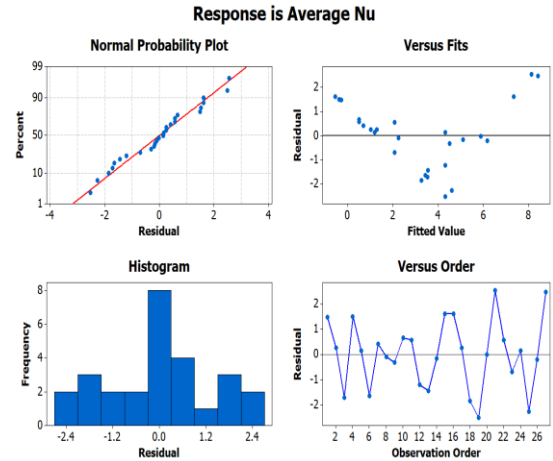 Response is Average Nu
Normal Probability Plot
99
90
50
10
1
Percent
-4 -2 0 2 4
Residual
Versus Fits
2
1
0
-1
-2
Residual
0 2 4 6 8
Fitted Value
Histogram
8
6
4
2
0
Frequency
-2.4 -1.2 0.0 1.2 2.4
Residual
Versus Order
2
1
0
-1
-2
Residual
2 4 6 8 10 12 14 16 18 20 22 24 26
Observation Order